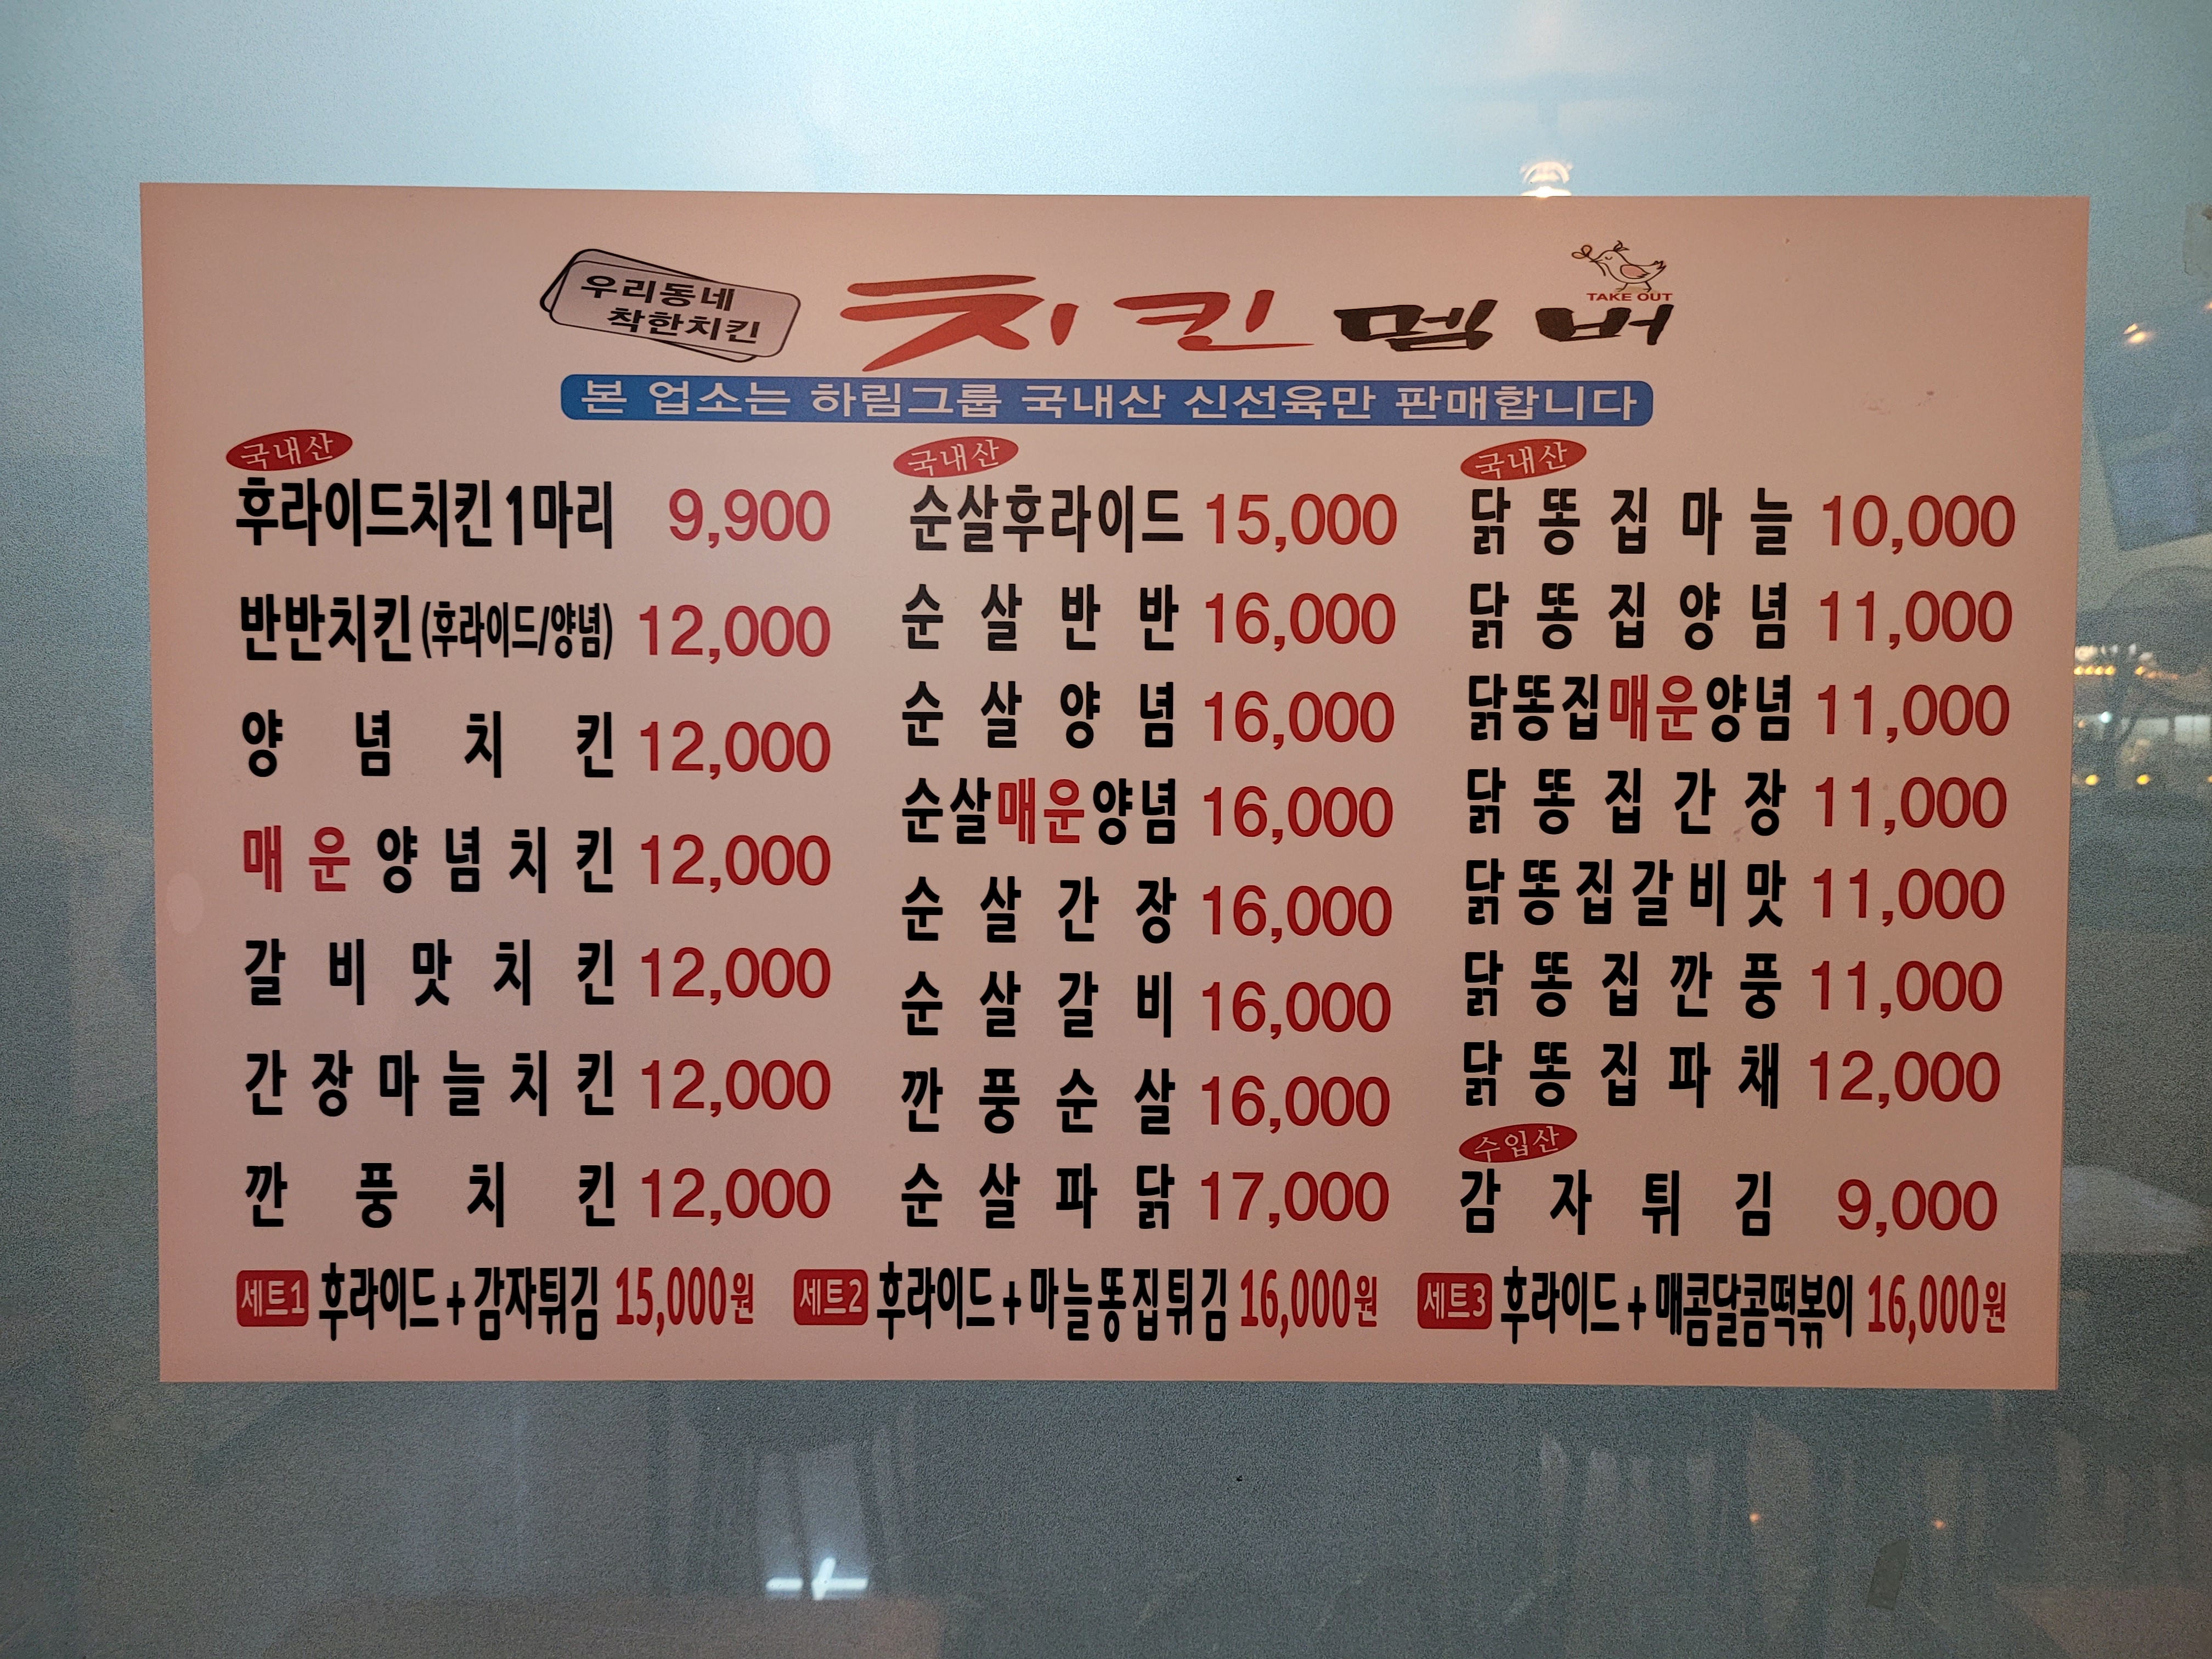 우리동네
착한치킨
치킨멤버
TAKE OUT
본 업소는 하림그룹 국내산 신선육만 판매합니다
국내산
후라이드치킨 1마리 9,900
반반치킨 (후라이드/양념) 12,000
양념치킨 12,000
매운양념치킨 12,000
갈비맛치킨 12,000
간장마늘치킨 12,000
깐풍치킨 12,000
국내산
순살후라이드 15,000
순살반반 16,000
순살양념 16,000
순살매운양념 16,000
순살간장 16,000
순살갈비 16,000
깐풍순살 16,000
순살파닭 17,000
국내산
닭똥집마늘 10,000
닭똥집양념 11,000
닭똥집매운양념 11,000
닭똥집간장 11,000
닭똥집갈비맛 11,000
닭똥집깐풍 11,000
닭똥집파채 12,000
수입산
감자튀김 9,000
세트1 후라이드+감자튀김 15,000원
세트2 후라이드+마늘똥집튀김 16,000원
세트3 후라이드+매콤달콤떡볶이 16,000원